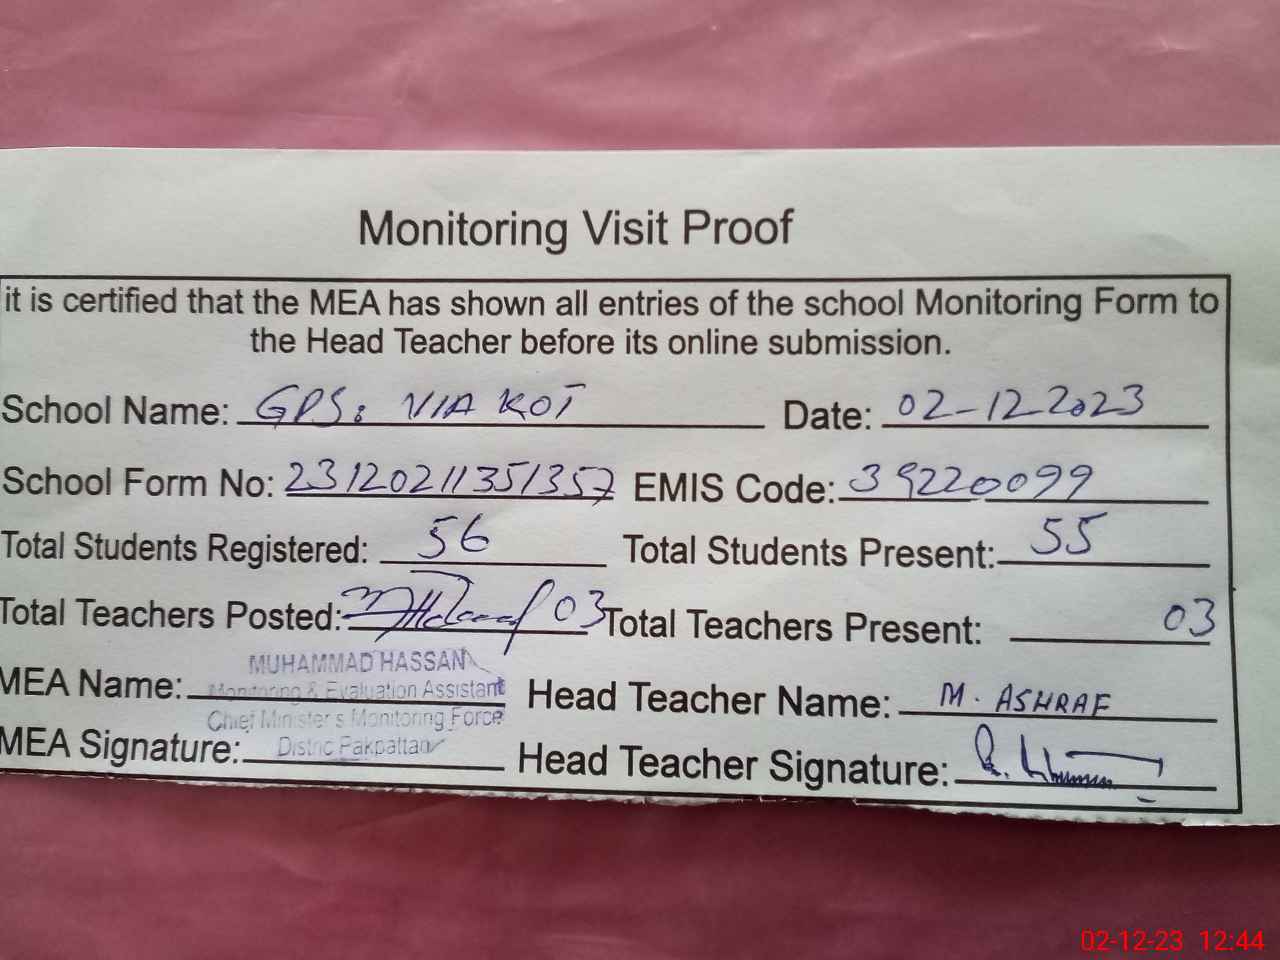 Monitoring Visit Proof
it is certified that the MEA has shown all entries of the school Monitoring Form to
the Head Teacher before its online submission.
School Name: GPS: VIA KOT Date: 02-12 2023
School Form No: 23120211351357 EMIS Code: 39220099
Total Students Registered: 56 Total Students Present: 55
Total Teachers Posted: 03 Total Teachers Present: 03
MUHAMMAD HASSAN
MEA Name: Monitoring & Evaluation Assistant Head Teacher Name: M. ASHRAF
Chief Minister's Monitoring Force
MEA Signature: Distric Pakpattan Head Teacher Signature:
02-12-23 12:44